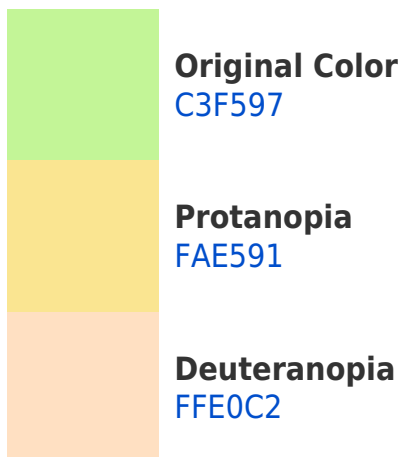 Original Color
C3F597
Protanopia
FAE591
Deuteranopia
FFE0C2